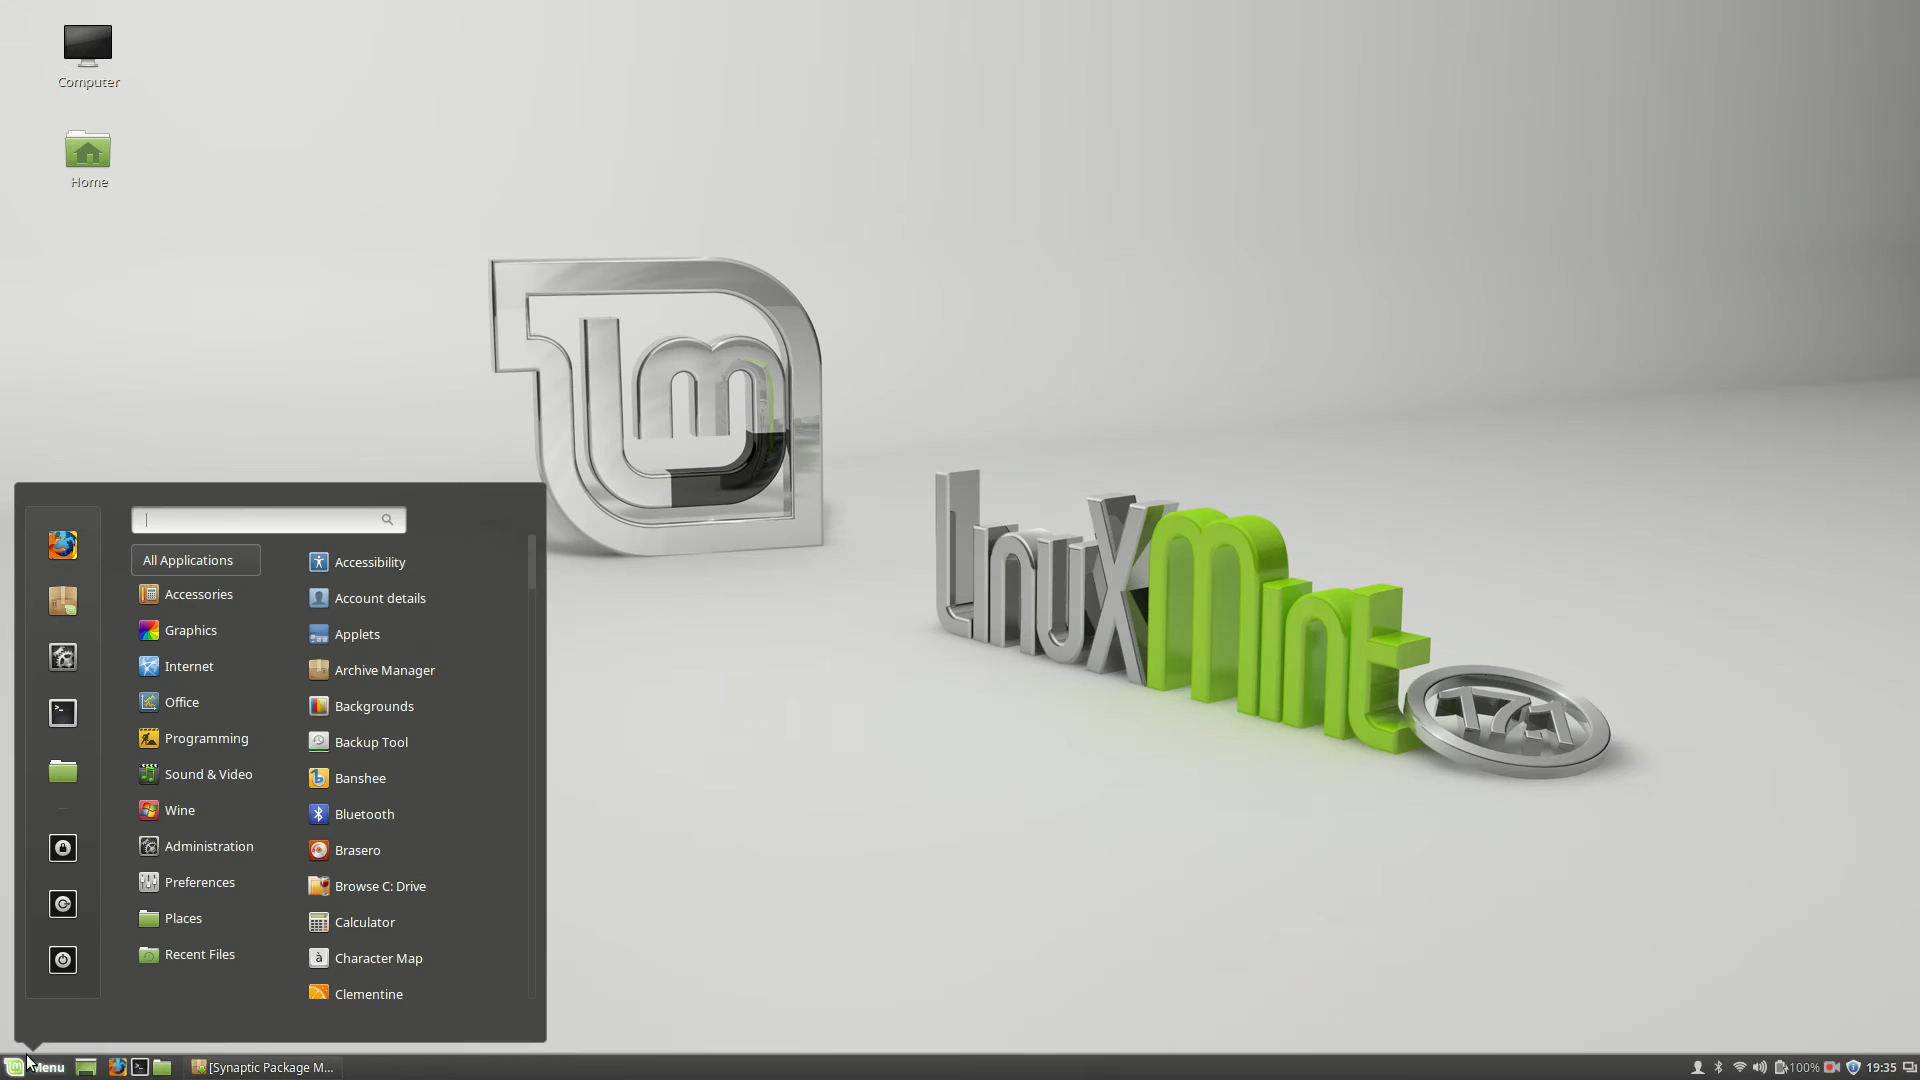 Computer
Home
lm
LinuxMint
17.1
All Applications
Accessories
Graphics
Internet
Office
Programming
Sound & Video
Wine
Administration
Preferences
Places
Recent Files
Accessibility
Account details
Applets
Archive Manager
Backgrounds
Backup Tool
Banshee
Bluetooth
Brasero
Browse C: Drive
Calculator
Character Map
Clementine
Menu
[Synaptic Package M...
100%
19:35